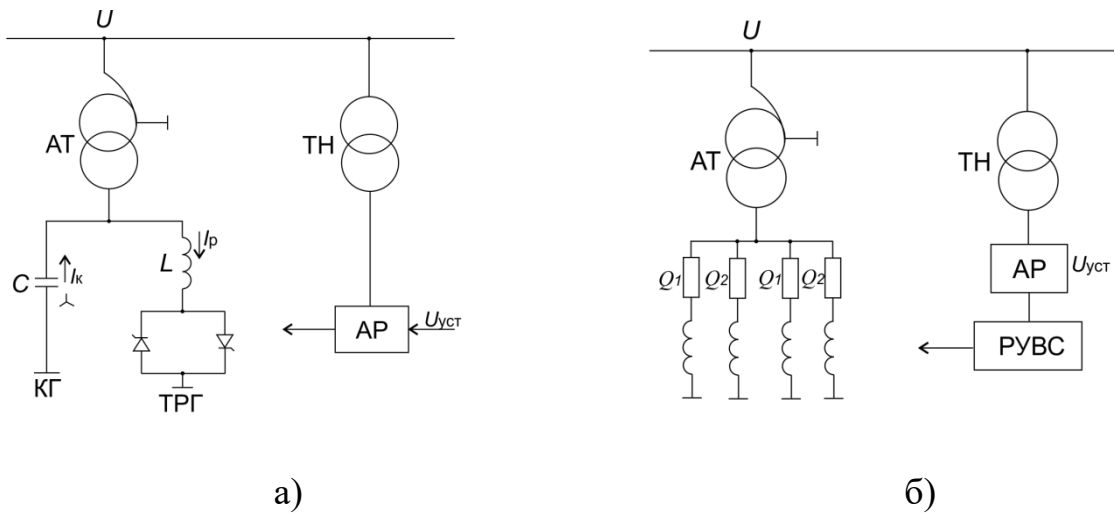 U
АТ
ТН
C
Iк
L
Iр
АР
Uуст
КГ
ТРГ
а)
U
АТ
ТН
Q1
Q2
Q1
Q2
АР
Uуст
РУВС
б)